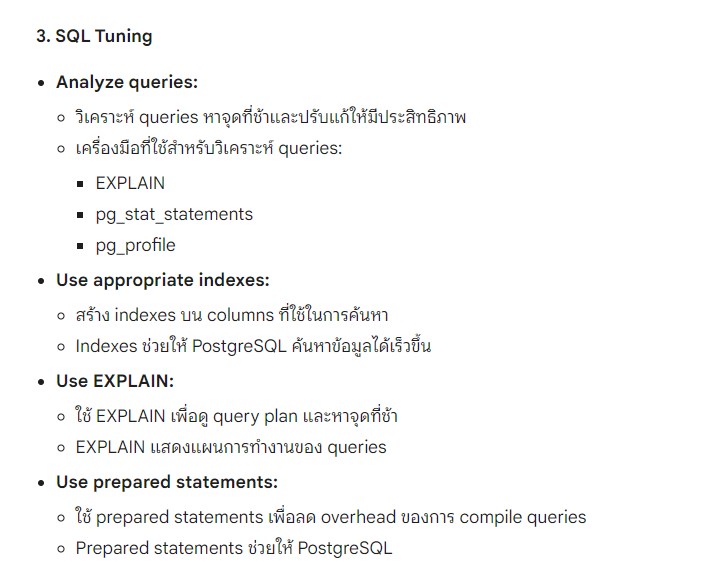 3. SQL Tuning
• Analyze queries:
◦ วิเคราะห์ queries หาจุดที่ช้าและปรับแก้ให้มีประสิทธิภาพ
◦ เครื่องมือที่ใช้สำหรับวิเคราะห์ queries:
▪ EXPLAIN
▪ pg_stat_statements
▪ pg_profile
• Use appropriate indexes:
◦ สร้าง indexes บน columns ที่ใช้ในการค้นหา
◦ Indexes ช่วยให้ PostgreSQL ค้นหาข้อมูลได้เร็วขึ้น
• Use EXPLAIN:
◦ ใช้ EXPLAIN เพื่อดู query plan และหาจุดที่ช้า
◦ EXPLAIN แสดงแผนการทำงานของ queries
• Use prepared statements:
◦ ใช้ prepared statements เพื่อลด overhead ของการ compile queries
◦ Prepared statements ช่วยให้ PostgreSQL